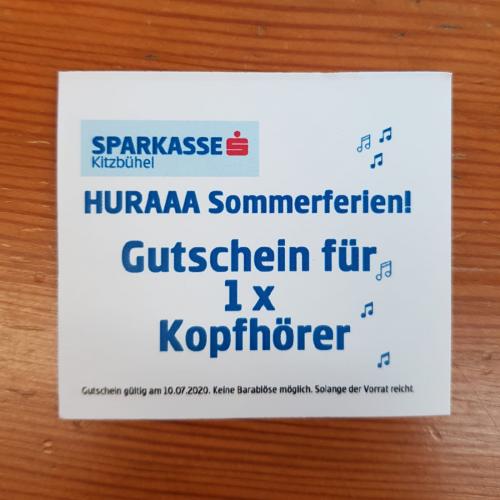 SPARKASSE
Kitzbühel
HURAAA Sommerferien!
Gutschein für
1 x
Kopfhörer
Gutschein gültig am 10.07.2020. Keine Barablöse möglich. Solange der Vorrat reicht.